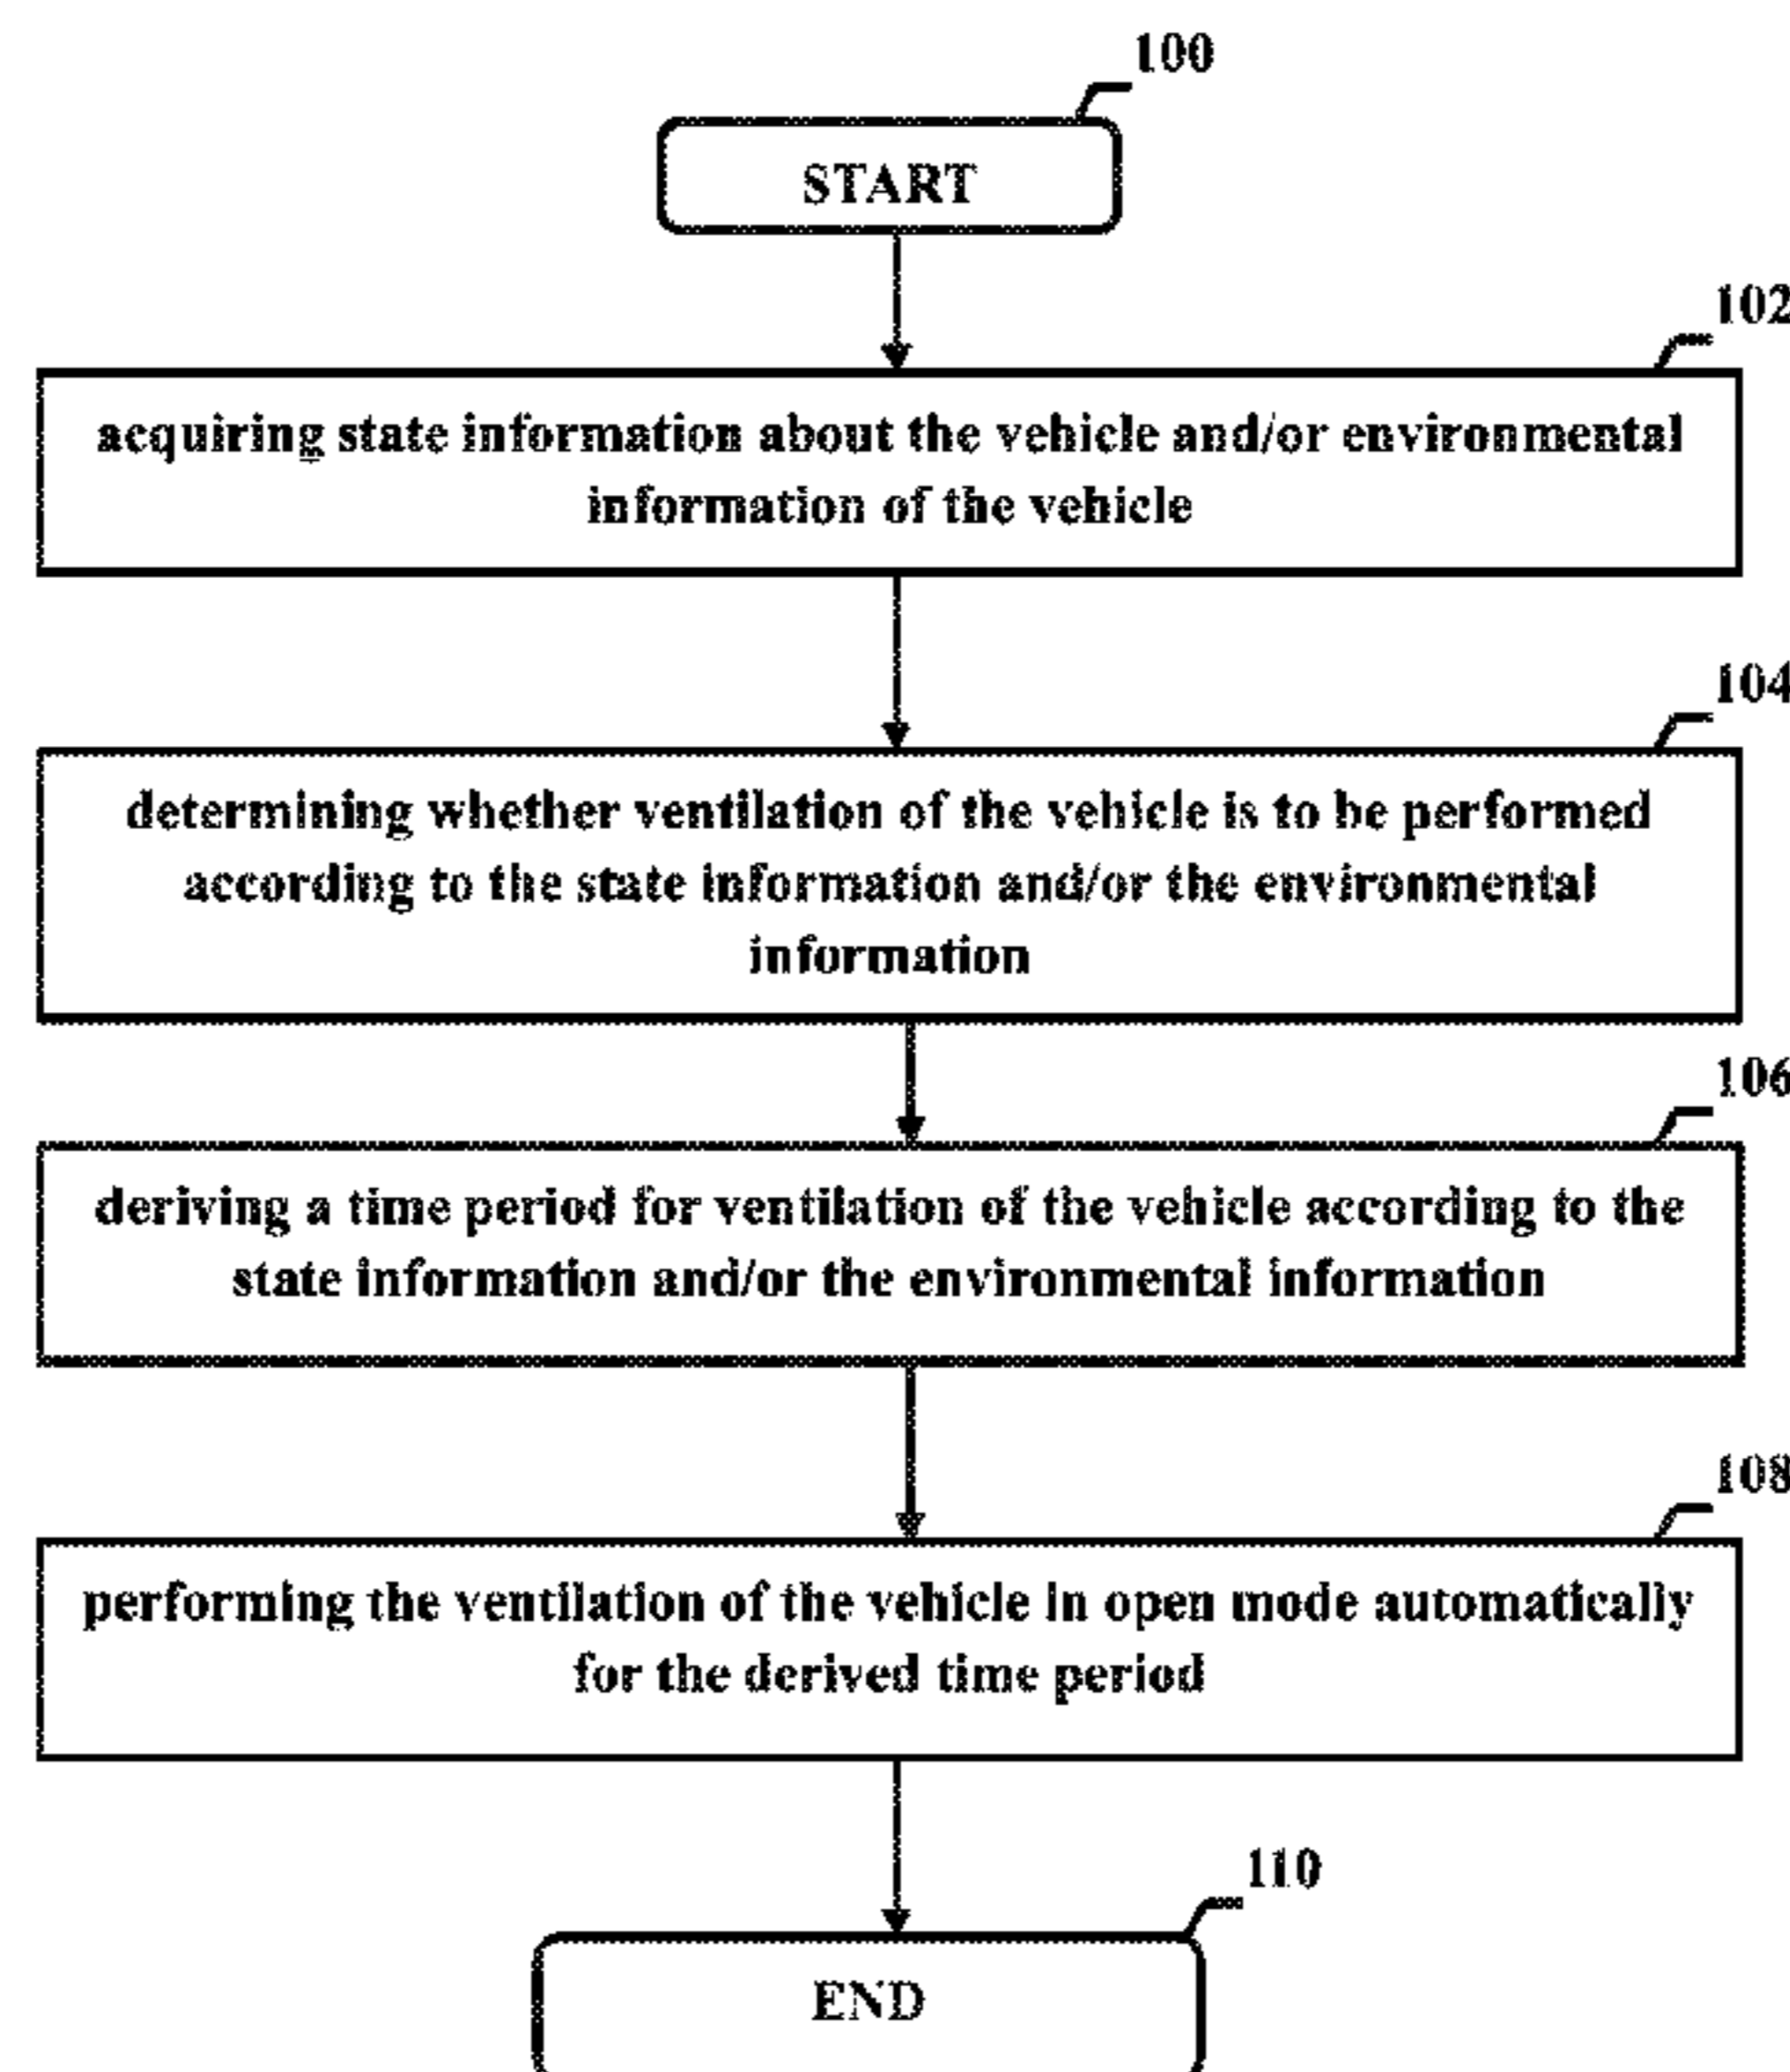 100
START
102
acquiring state information about the vehicle and/or environmental
information of the vehicle
104
determining whether ventilation of the vehicle is to be performed
according to the state information and/or the environmental
information
106
deriving a time period for ventilation of the vehicle according to the
state information and/or the environmental information
108
performing the ventilation of the vehicle in open mode automatically
for the derived time period
110
END